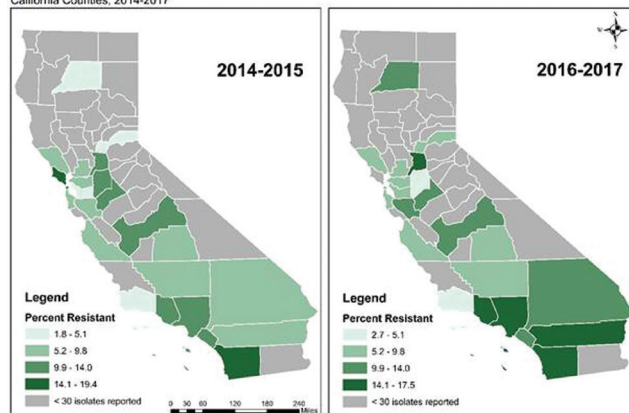 California Counties, 2014-2017
2014-2015
Legend
Percent Resistant
1.8 - 5.1
5.2 - 9.8
9.9 - 14.0
14.1 - 19.4
< 30 isolates reported
0 30 60 120 180 240
Miles
N
W E
S
2016-2017
Legend
Percent Resistant
2.7 - 5.1
5.2 - 9.8
9.9 - 14.0
14.1 - 17.5
< 30 isolates reported